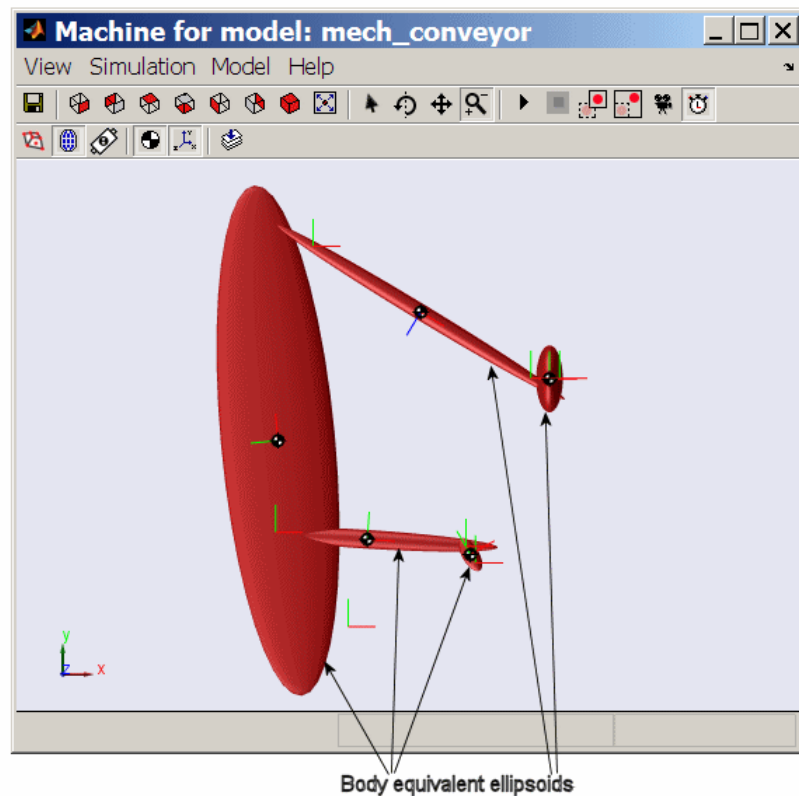 Machine for model: mech_conveyor
View Simulation Model Help
y
z x
Body equivalent ellipsoids